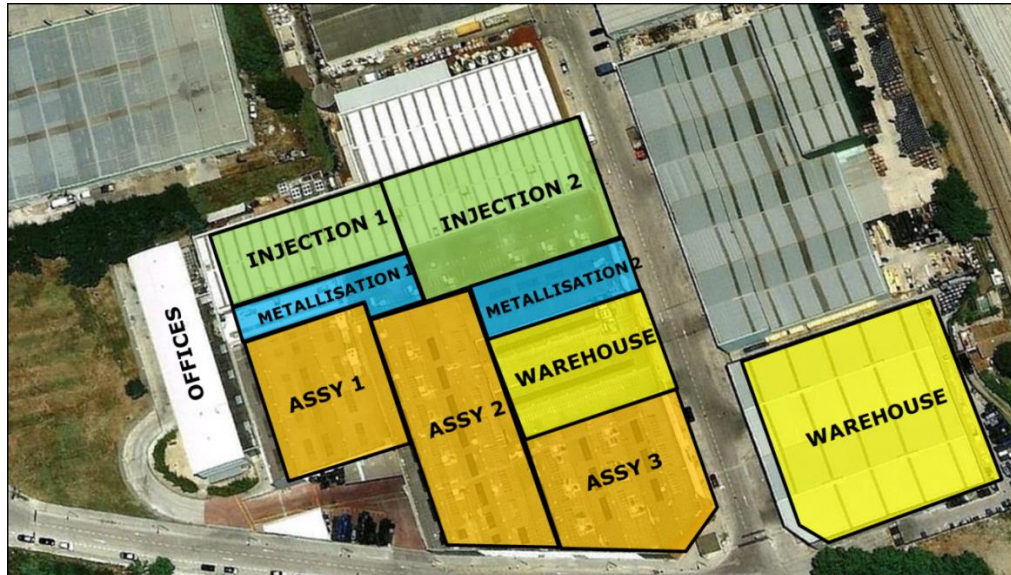 INJECTION 1
INJECTION 2
METALLISATION 1
METALLISATION 2
OFFICES
ASSY 1
ASSY 2
WAREHOUSE
ASSY 3
WAREHOUSE